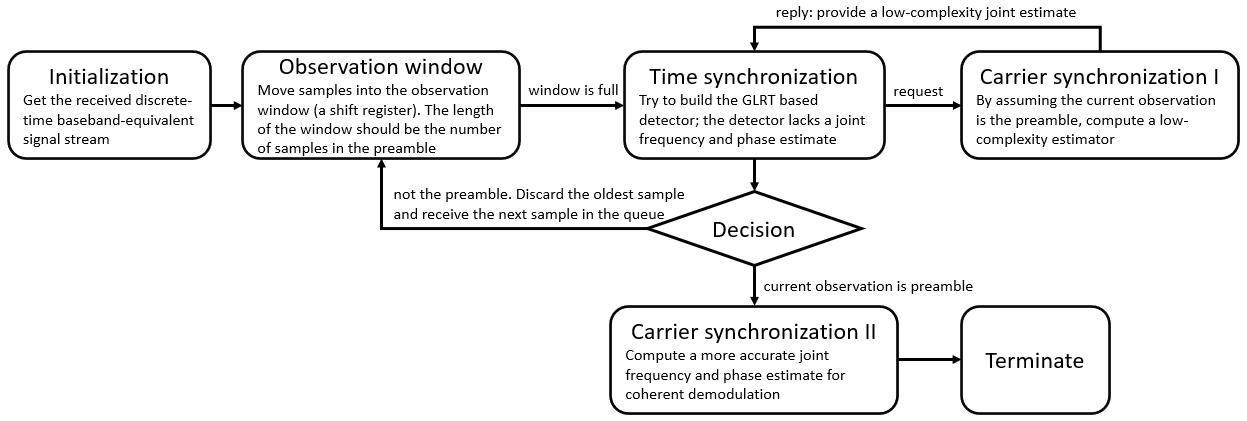 reply: provide a low-complexity joint estimate
Initialization
Get the received discrete-
time baseband-equivalent
signal stream
Observation window
Move samples into the observation
window (a shift register). The length
of the window should be the number
of samples in the preamble
window is full
Time synchronization
Try to build the GLRT based
detector; the detector lacks a joint
frequency and phase estimate
request
Carrier synchronization I
By assuming the current observation
is the preamble, compute a low-
complexity estimator
not the preamble. Discard the oldest sample
and receive the next sample in the queue
Decision
current observation is preamble
Carrier synchronization II
Compute a more accurate joint
frequency and phase estimate for
coherent demodulation
Terminate